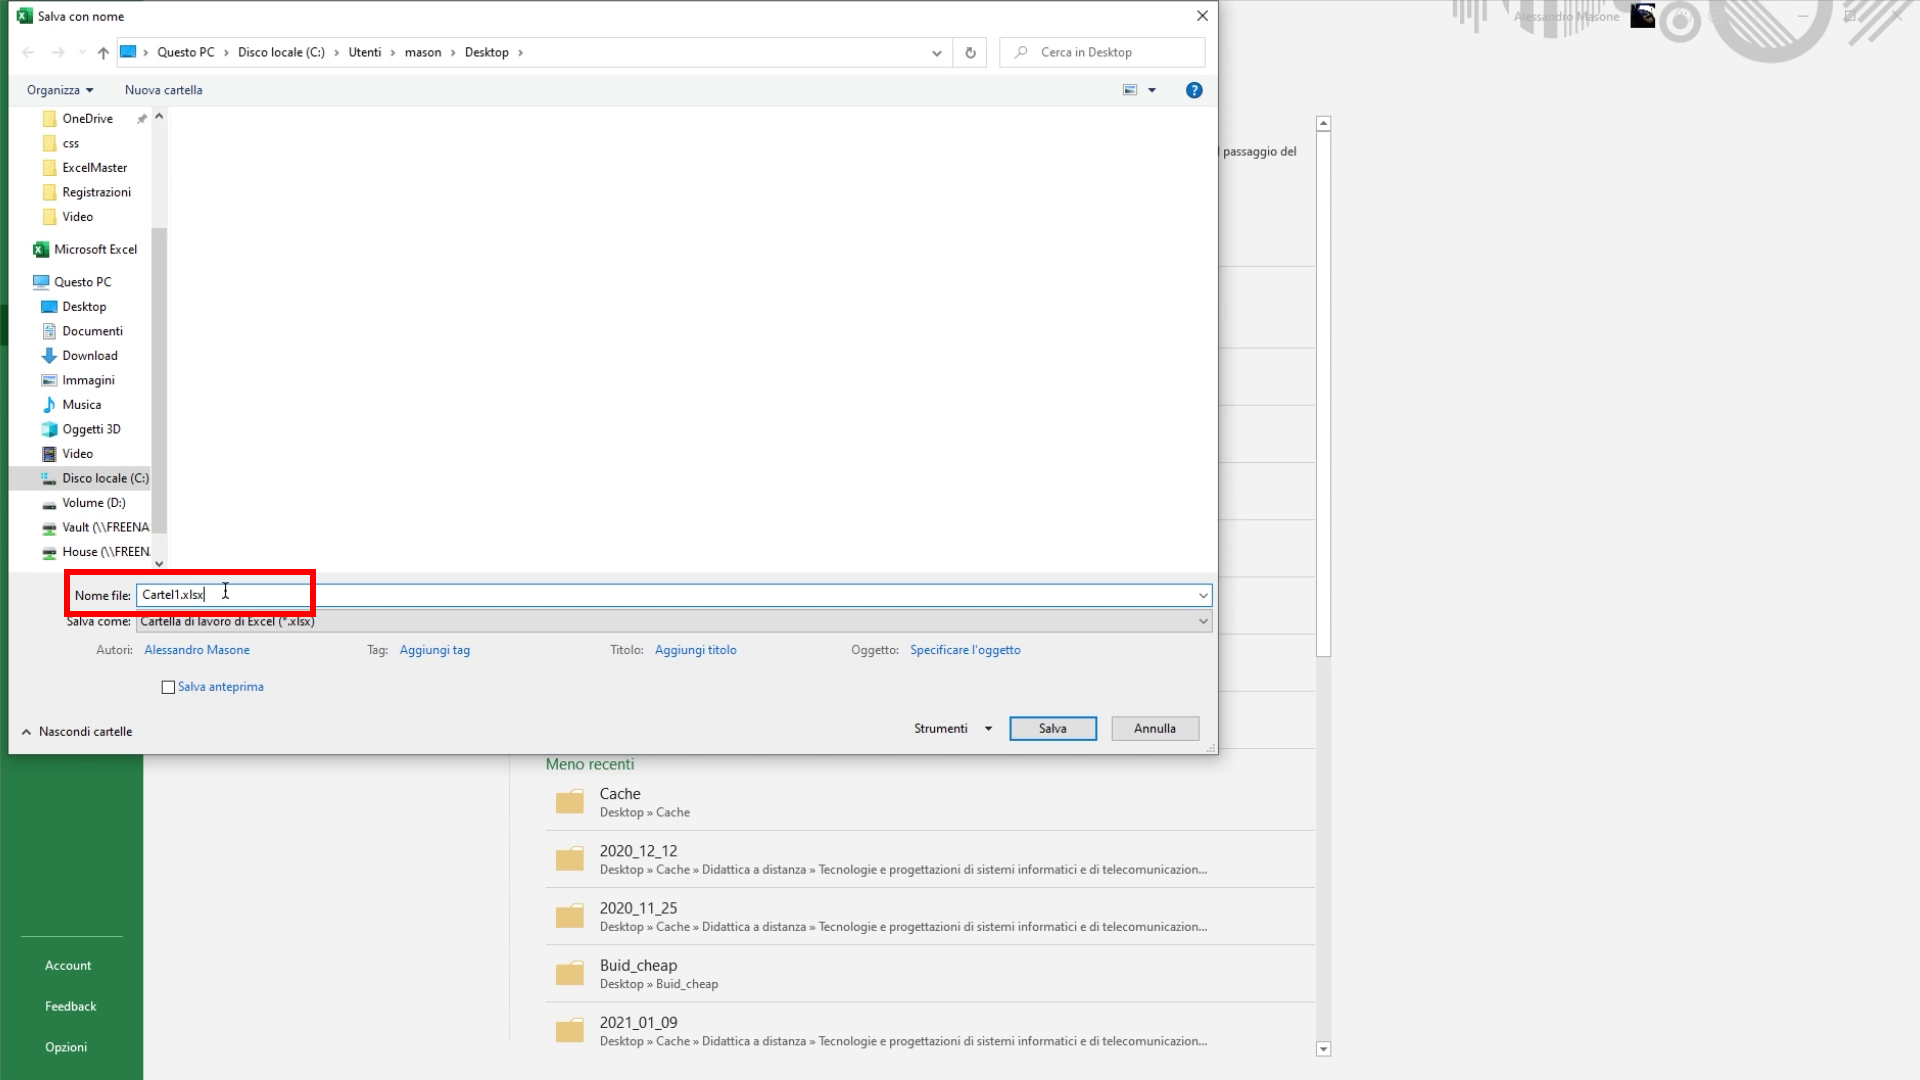 Salva con nome
Alessandro Masone
Questo PC › Disco locale (C:) › Utenti › mason › Desktop ›
Cerca in Desktop
Organizza
Nuova cartella
OneDrive
css
ExcelMaster
Registrazioni
Video
Microsoft Excel
Questo PC
Desktop
Documenti
Download
Immagini
Musica
Oggetti 3D
Video
Disco locale (C:)
Volume (D:)
Vault (\\FREENA
House (\\FREEN
passaggio del
Nome file: Cartel1.xlsx
Salva come: Cartella di lavoro di Excel (*.xlsx)
Autori: Alessandro Masone
Tag: Aggiungi tag
Titolo: Aggiungi titolo
Oggetto: Specificare l'oggetto
Salva anteprima
Nascondi cartelle
Strumenti
Salva
Annulla
Meno recenti
Cache
Desktop » Cache
2020_12_12
Desktop » Cache » Didattica a distanza » Tecnologie e progettazioni di sistemi informatici e di telecomunicazion...
2020_11_25
Desktop » Cache » Didattica a distanza » Tecnologie e progettazioni di sistemi informatici e di telecomunicazion...
Buid_cheap
Desktop » Buid_cheap
2021_01_09
Desktop » Cache » Didattica a distanza » Tecnologie e progettazioni di sistemi informatici e di telecomunicazion...
Account
Feedback
Opzioni